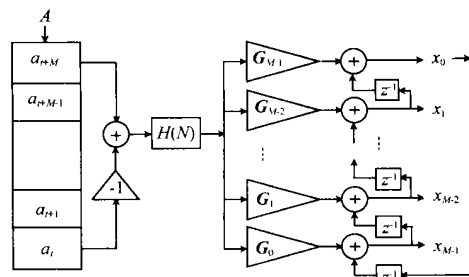 A
a_{t+M}
a_{t+M-1}
a_{t+1}
a_t
+
-1
H(N)
G_{M-1}
+
x_0
z^{-1}
G_{M-2}
+
x_1
⋮
⋮
⋮
z^{-1}
G_1
+
x_{M-2}
z^{-1}
G_0
+
x_{M-1}
z^{-1}